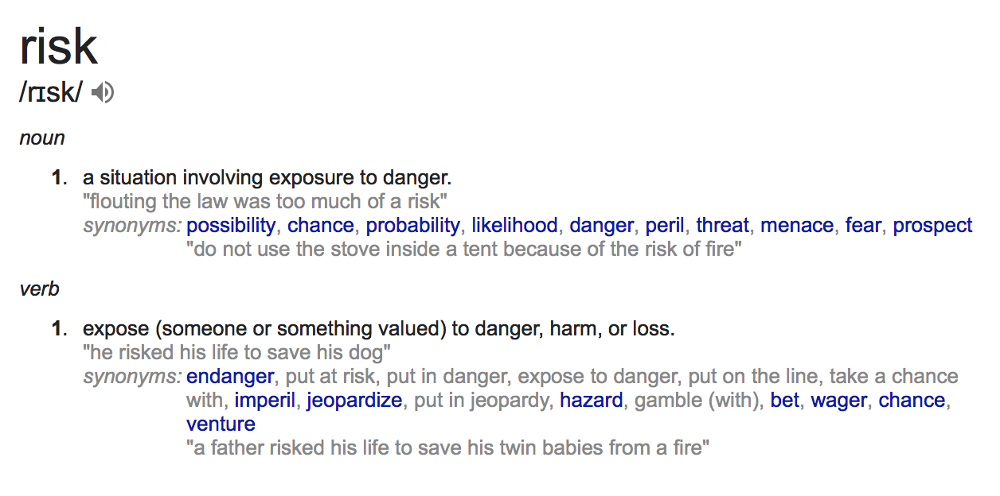 risk
/rɪsk/
noun
1. a situation involving exposure to danger.
"flouting the law was too much of a risk"
synonyms: possibility, chance, probability, likelihood, danger, peril, threat, menace, fear, prospect
"do not use the stove inside a tent because of the risk of fire"
verb
1. expose (someone or something valued) to danger, harm, or loss.
"he risked his life to save his dog"
synonyms: endanger, put at risk, put in danger, expose to danger, put on the line, take a chance
with, imperil, jeopardize, put in jeopardy, hazard, gamble (with), bet, wager, chance,
venture
"a father risked his life to save his twin babies from a fire"